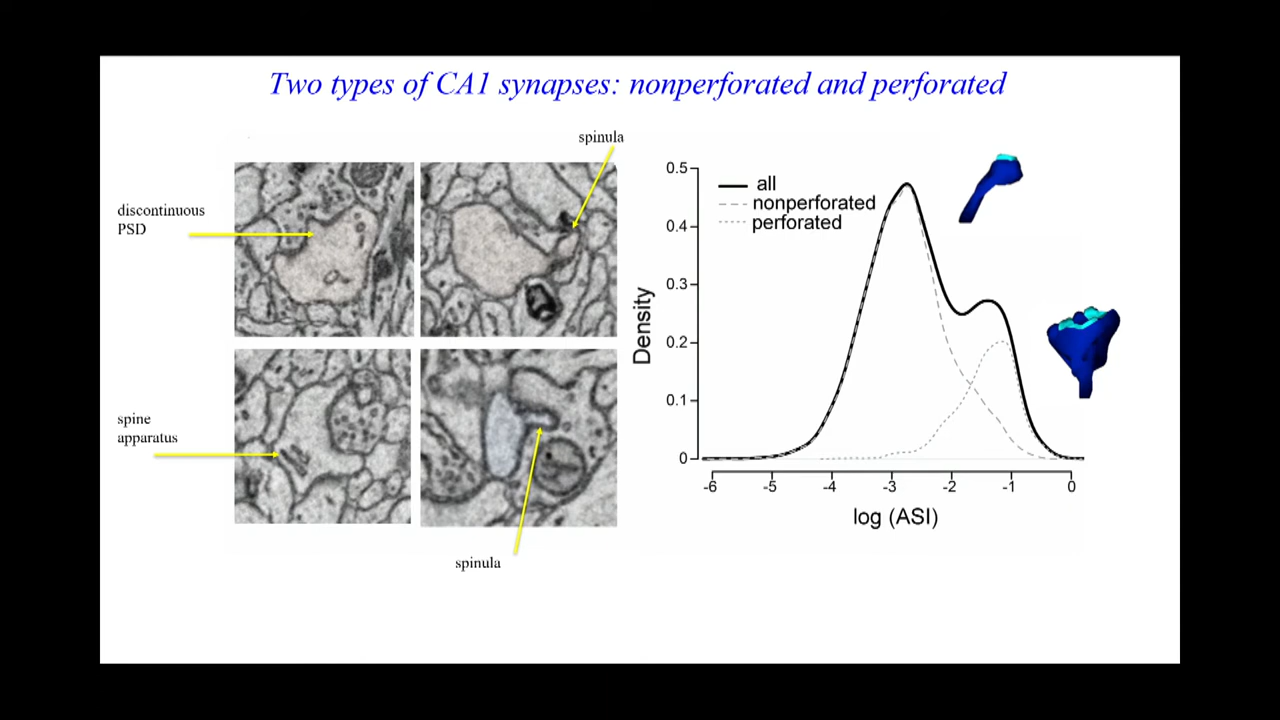 Two types of CA1 synapses: nonperforated and perforated
spinula
discontinuous
PSD
spine
apparatus
spinula
all
nonperforated
perforated
Density
0.5
0.4
0.3
0.2
0.1
0
-6 -5 -4 -3 -2 -1 0
log (ASI)